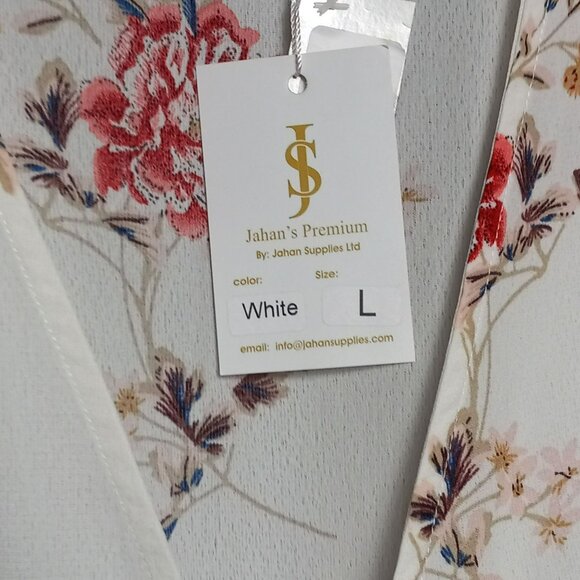 JS
Jahan's Premium
By: Jahan Supplies Ltd
color: Size:
White L
email: info@jahansupplies.com